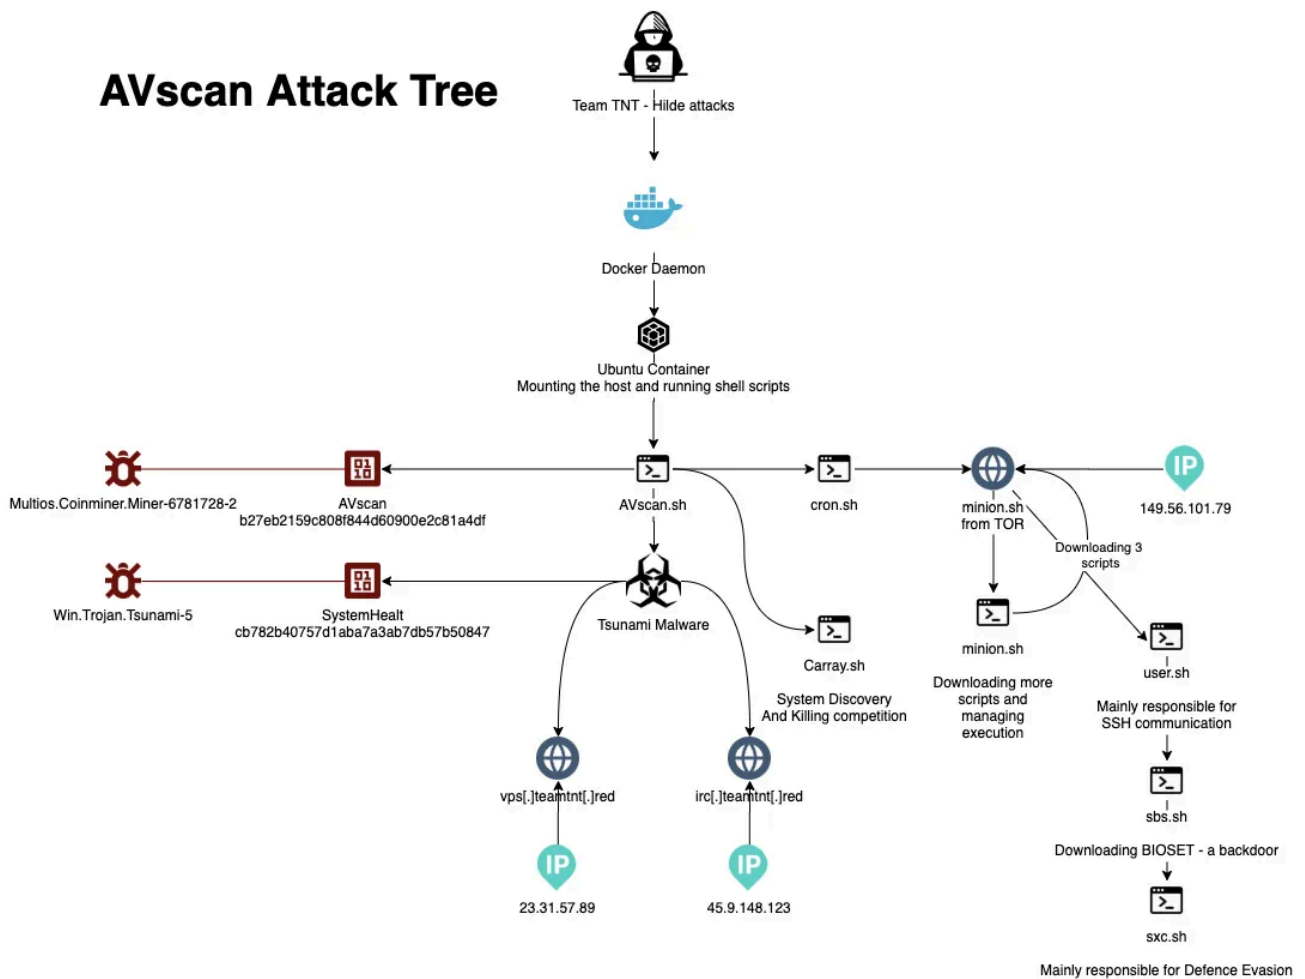 AVscan Attack Tree
Team TNT - Hilde attacks
Docker Daemon
Ubuntu Container
Mounting the host and running shell scripts
Multios.Coinminer.Miner-6781728-2
AVscan
b27eb2159c808f844d60900e2c81a4df
AVscan.sh
cron.sh
minion.sh
from TOR
IP
149.56.101.79
Downloading 3
scripts
Win.Trojan.Tsunami-5
SystemHealt
cb782b40757d1aba7a3ab7db57b50847
Tsunami Malware
Carray.sh
System Discovery
And Killing competition
minion.sh
Downloading more
scripts and
managing
execution
user.sh
Mainly responsible for
SSH communication
vps[.]teamtnt[.]red
irc[.]teamtnt[.]red
sbs.sh
Downloading BIOSET - a backdoor
IP
23.31.57.89
IP
45.9.148.123
sxc.sh
Mainly responsible for Defence Evasion